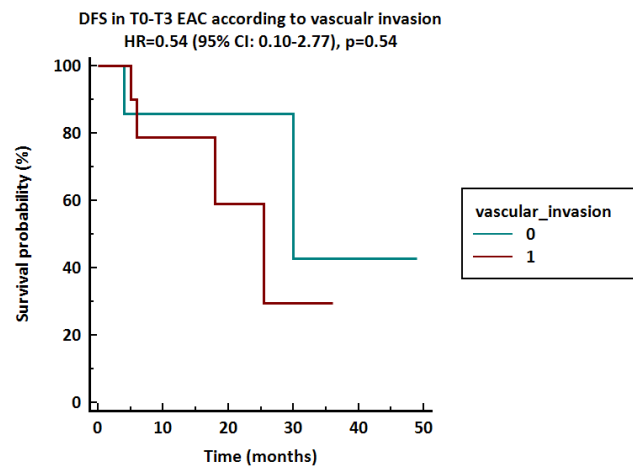 DFS in T0-T3 EAC according to vascualr invasion
HR=0.54 (95% CI: 0.10-2.77), p=0.54
100
80
60
40
20
0
Survival probability (%)
0 10 20 30 40 50
Time (months)
vascular_invasion
0
1